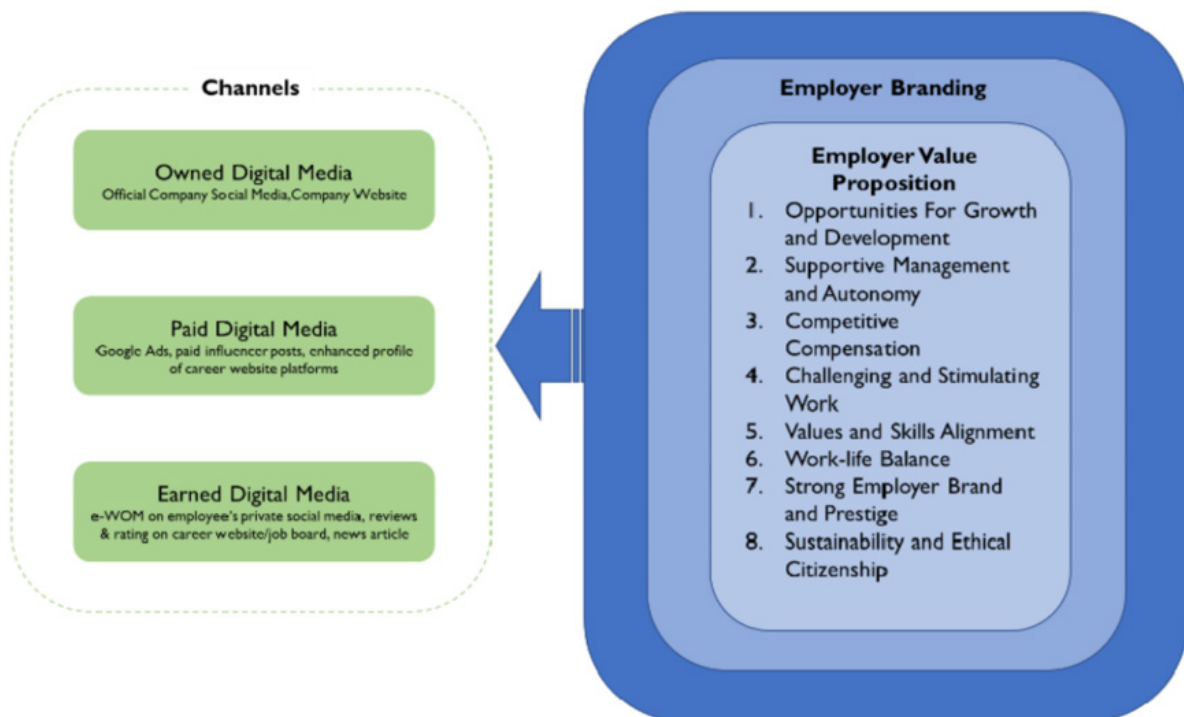 Channels
Owned Digital Media
Official Company Social Media,Company Website
Paid Digital Media
Google Ads, paid influencer posts, enhanced profile
of career website platforms
Earned Digital Media
e-WOM on employee's private social media, reviews
& rating on career website/job board, news article
Employer Branding
Employer Value
Proposition
1. Opportunities For Growth
and Development
2. Supportive Management
and Autonomy
3. Competitive
Compensation
4. Challenging and Stimulating
Work
5. Values and Skills Alignment
6. Work-life Balance
7. Strong Employer Brand
and Prestige
8. Sustainability and Ethical
Citizenship